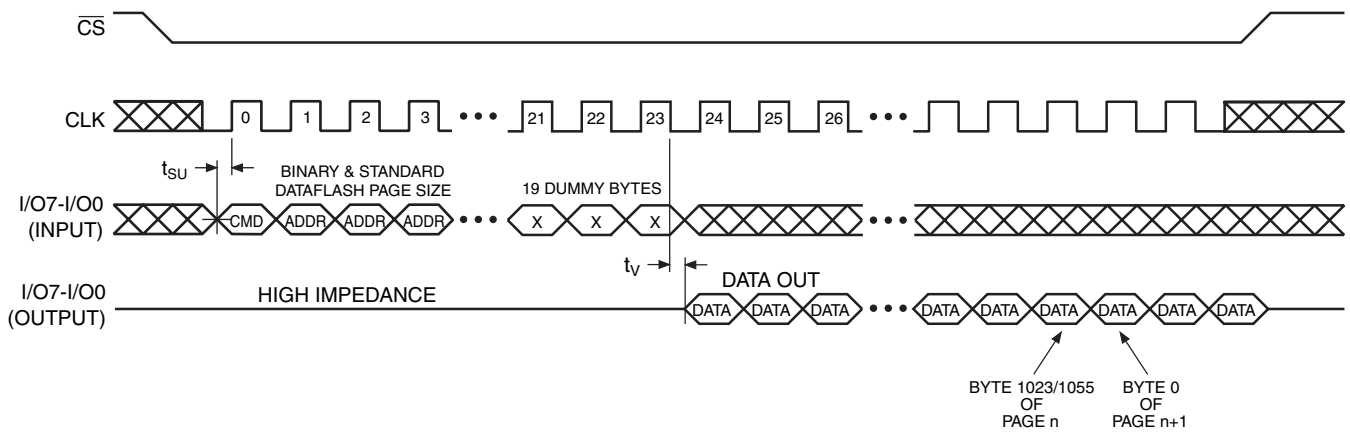 CS
CLK
0 1 2 3 ••• 21 22 23 24 25 26 •••
tSU
BINARY & STANDARD
DATAFLASH PAGE SIZE
19 DUMMY BYTES
I/O7-I/O0
(INPUT)
CMD ADDR ADDR ADDR ••• X X X •••
tV
DATA OUT
I/O7-I/O0
(OUTPUT)
HIGH IMPEDANCE
DATA DATA DATA ••• DATA DATA DATA DATA DATA DATA
BYTE 1023/1055
OF
PAGE n
BYTE 0
OF
PAGE n+1